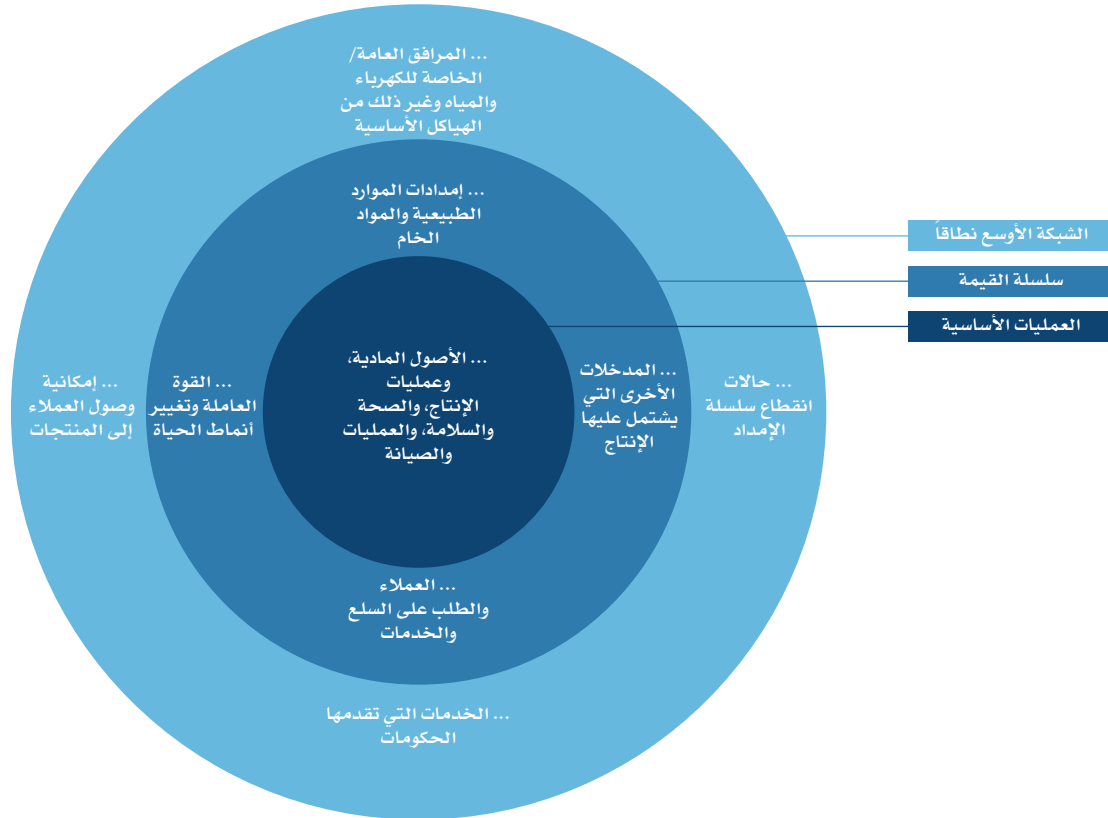 ... المرافق العامة/
الخاصة للكهرباء
والمياه وغير ذلك من
الهياكل الأساسية
... إمدادات الموارد
الطبيعية والمواد
الخام
الشبكة الأوسع نطاقاً
سلسلة القيمة
العمليات الأساسية
... الأصول المادية،
وعمليات
الإنتاج، والصحة
والسلامة، والعمليات
والصيانة
... حالات
انقطاع سلسلة
الإمداد
... المدخلات
الأخرى التي
يشتمل عليها
الإنتاج
... القوة
العاملة وتغيير
أنماط الحياة
... إمكانية
وصول العملاء
إلى المنتجات
... العملاء
والطلب على السلع
والخدمات
... الخدمات التي تقدمها
الحكومات